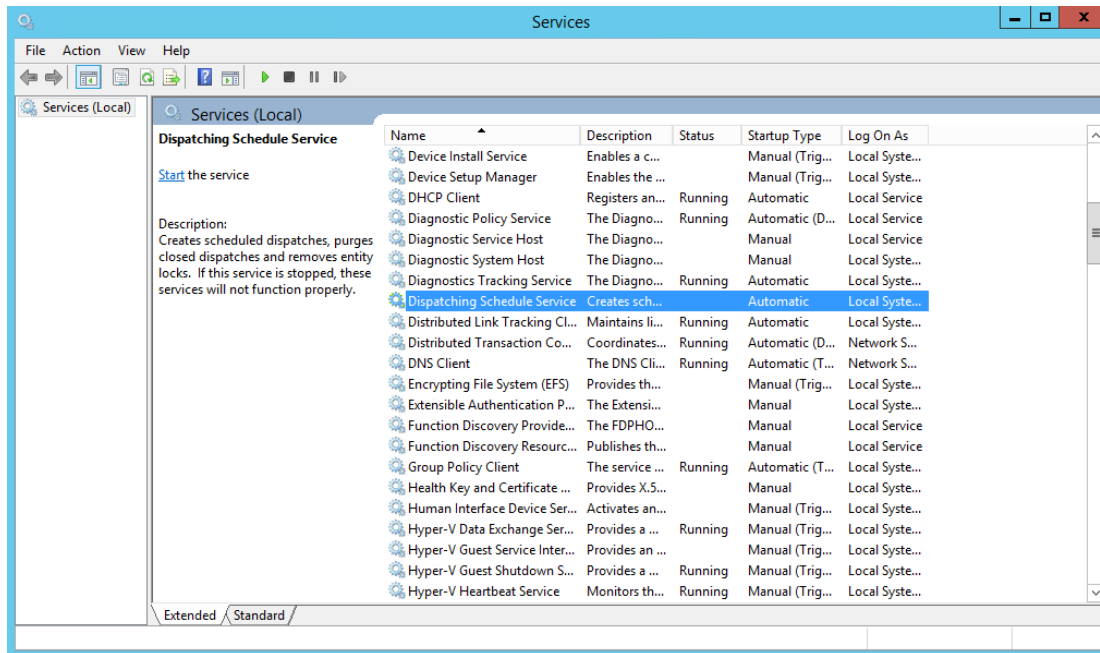 Services
File Action View Help
Services (Local)
Services (Local)
Dispatching Schedule Service
Start the service
Description:
Creates scheduled dispatches, purges
closed dispatches and removes entity
locks. If this service is stopped, these
services will not function properly.
Name Description Status Startup Type Log On As
Device Install Service Enables a c... Manual (Trig... Local Syste...
Device Setup Manager Enables the ... Manual (Trig... Local Syste...
DHCP Client Registers an... Running Automatic Local Service
Diagnostic Policy Service The Diagno... Running Automatic (D... Local Service
Diagnostic Service Host The Diagno... Manual Local Service
Diagnostic System Host The Diagno... Manual Local Syste...
Diagnostics Tracking Service The Diagno... Running Automatic Local Syste...
Dispatching Schedule Service Creates sch... Automatic Local Syste...
Distributed Link Tracking Cl... Maintains li... Running Automatic Local Syste...
Distributed Transaction Co... Coordinates... Running Automatic (D... Network S...
DNS Client The DNS Cli... Running Automatic (T... Network S...
Encrypting File System (EFS) Provides th... Manual (Trig... Local Syste...
Extensible Authentication P... The Extensi... Manual Local Syste...
Function Discovery Provide... The FDPHO... Manual Local Service
Function Discovery Resourc... Publishes th... Manual Local Service
Group Policy Client The service ... Running Automatic (T... Local Syste...
Health Key and Certificate ... Provides X.5... Manual Local Syste...
Human Interface Device Ser... Activates an... Manual (Trig... Local Syste...
Hyper-V Data Exchange Ser... Provides a ... Running Manual (Trig... Local Syste...
Hyper-V Guest Service Inter... Provides an ... Manual (Trig... Local Syste...
Hyper-V Guest Shutdown S... Provides a ... Running Manual (Trig... Local Syste...
Hyper-V Heartbeat Service Monitors th... Running Manual (Trig... Local Syste...
Extended Standard